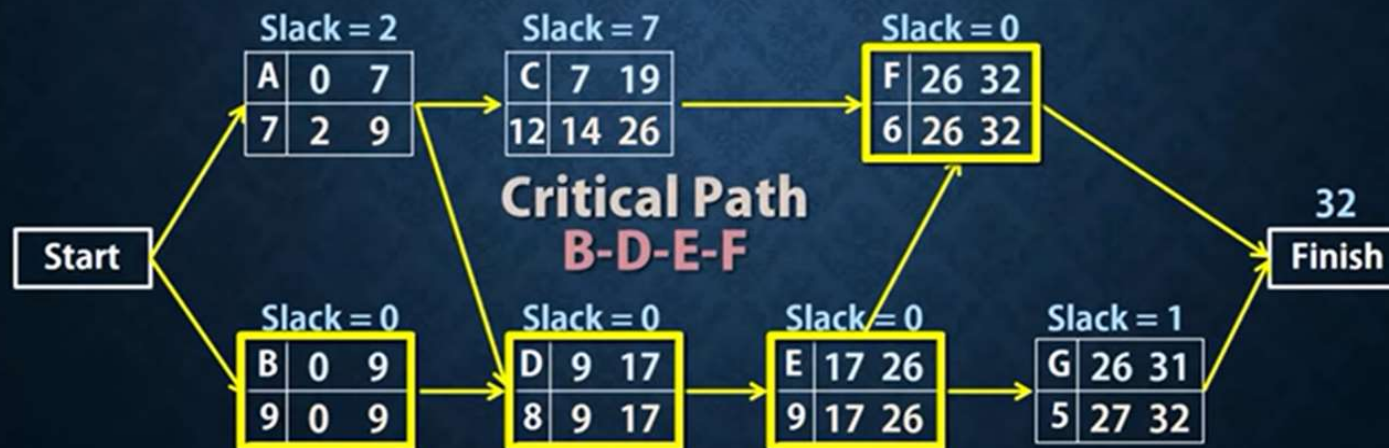 Slack = 2
A 0 7
7 2 9
Slack = 7
C 7 19
12 14 26
Slack = 0
F 26 32
6 26 32
Critical Path
B-D-E-F
Start
32
Finish
Slack = 0
B 0 9
9 0 9
Slack = 0
D 9 17
8 9 17
Slack = 0
E 17 26
9 17 26
Slack = 1
G 26 31
5 27 32